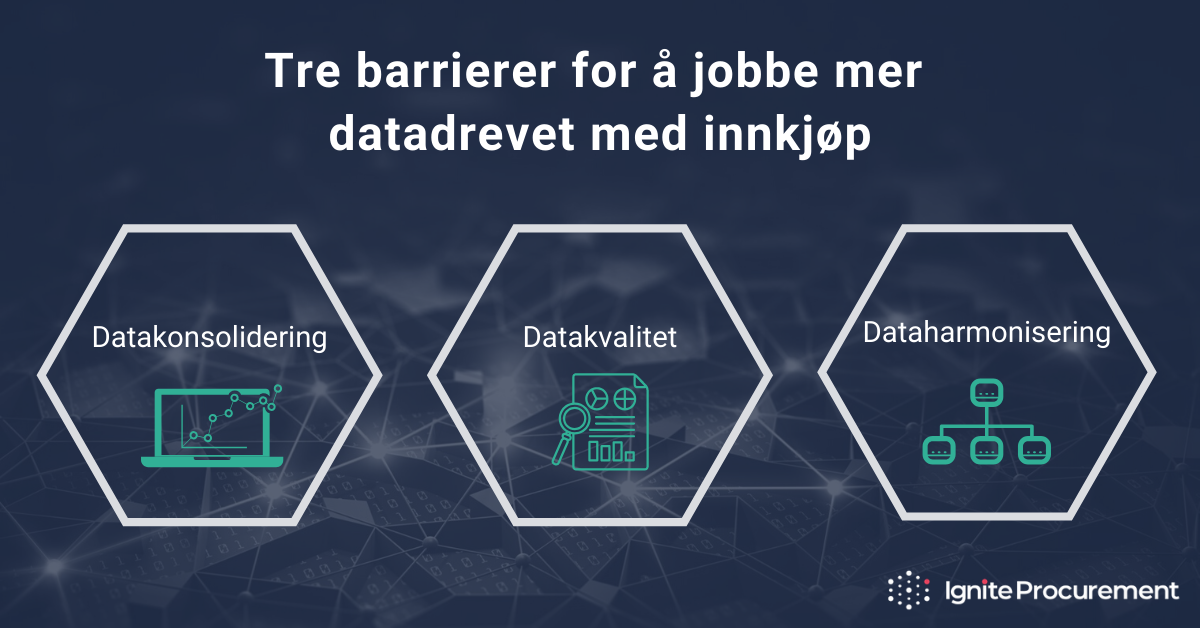 Tre barrierer for å jobbe mer
datadrevet med innkjøp
Datakonsolidering
Datakvalitet
Dataharmonisering
Ignite Procurement